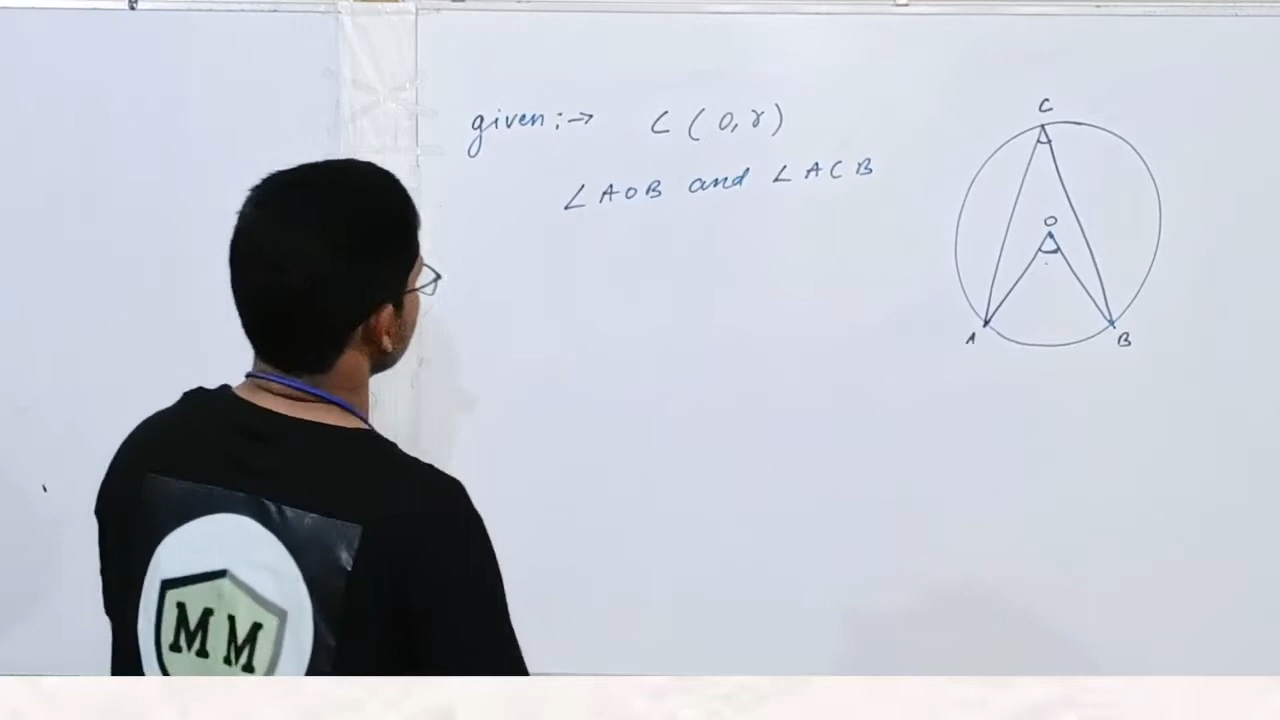 given :→ C (O, r)
∠AOB and ∠ACB
C
O
A
B
MM